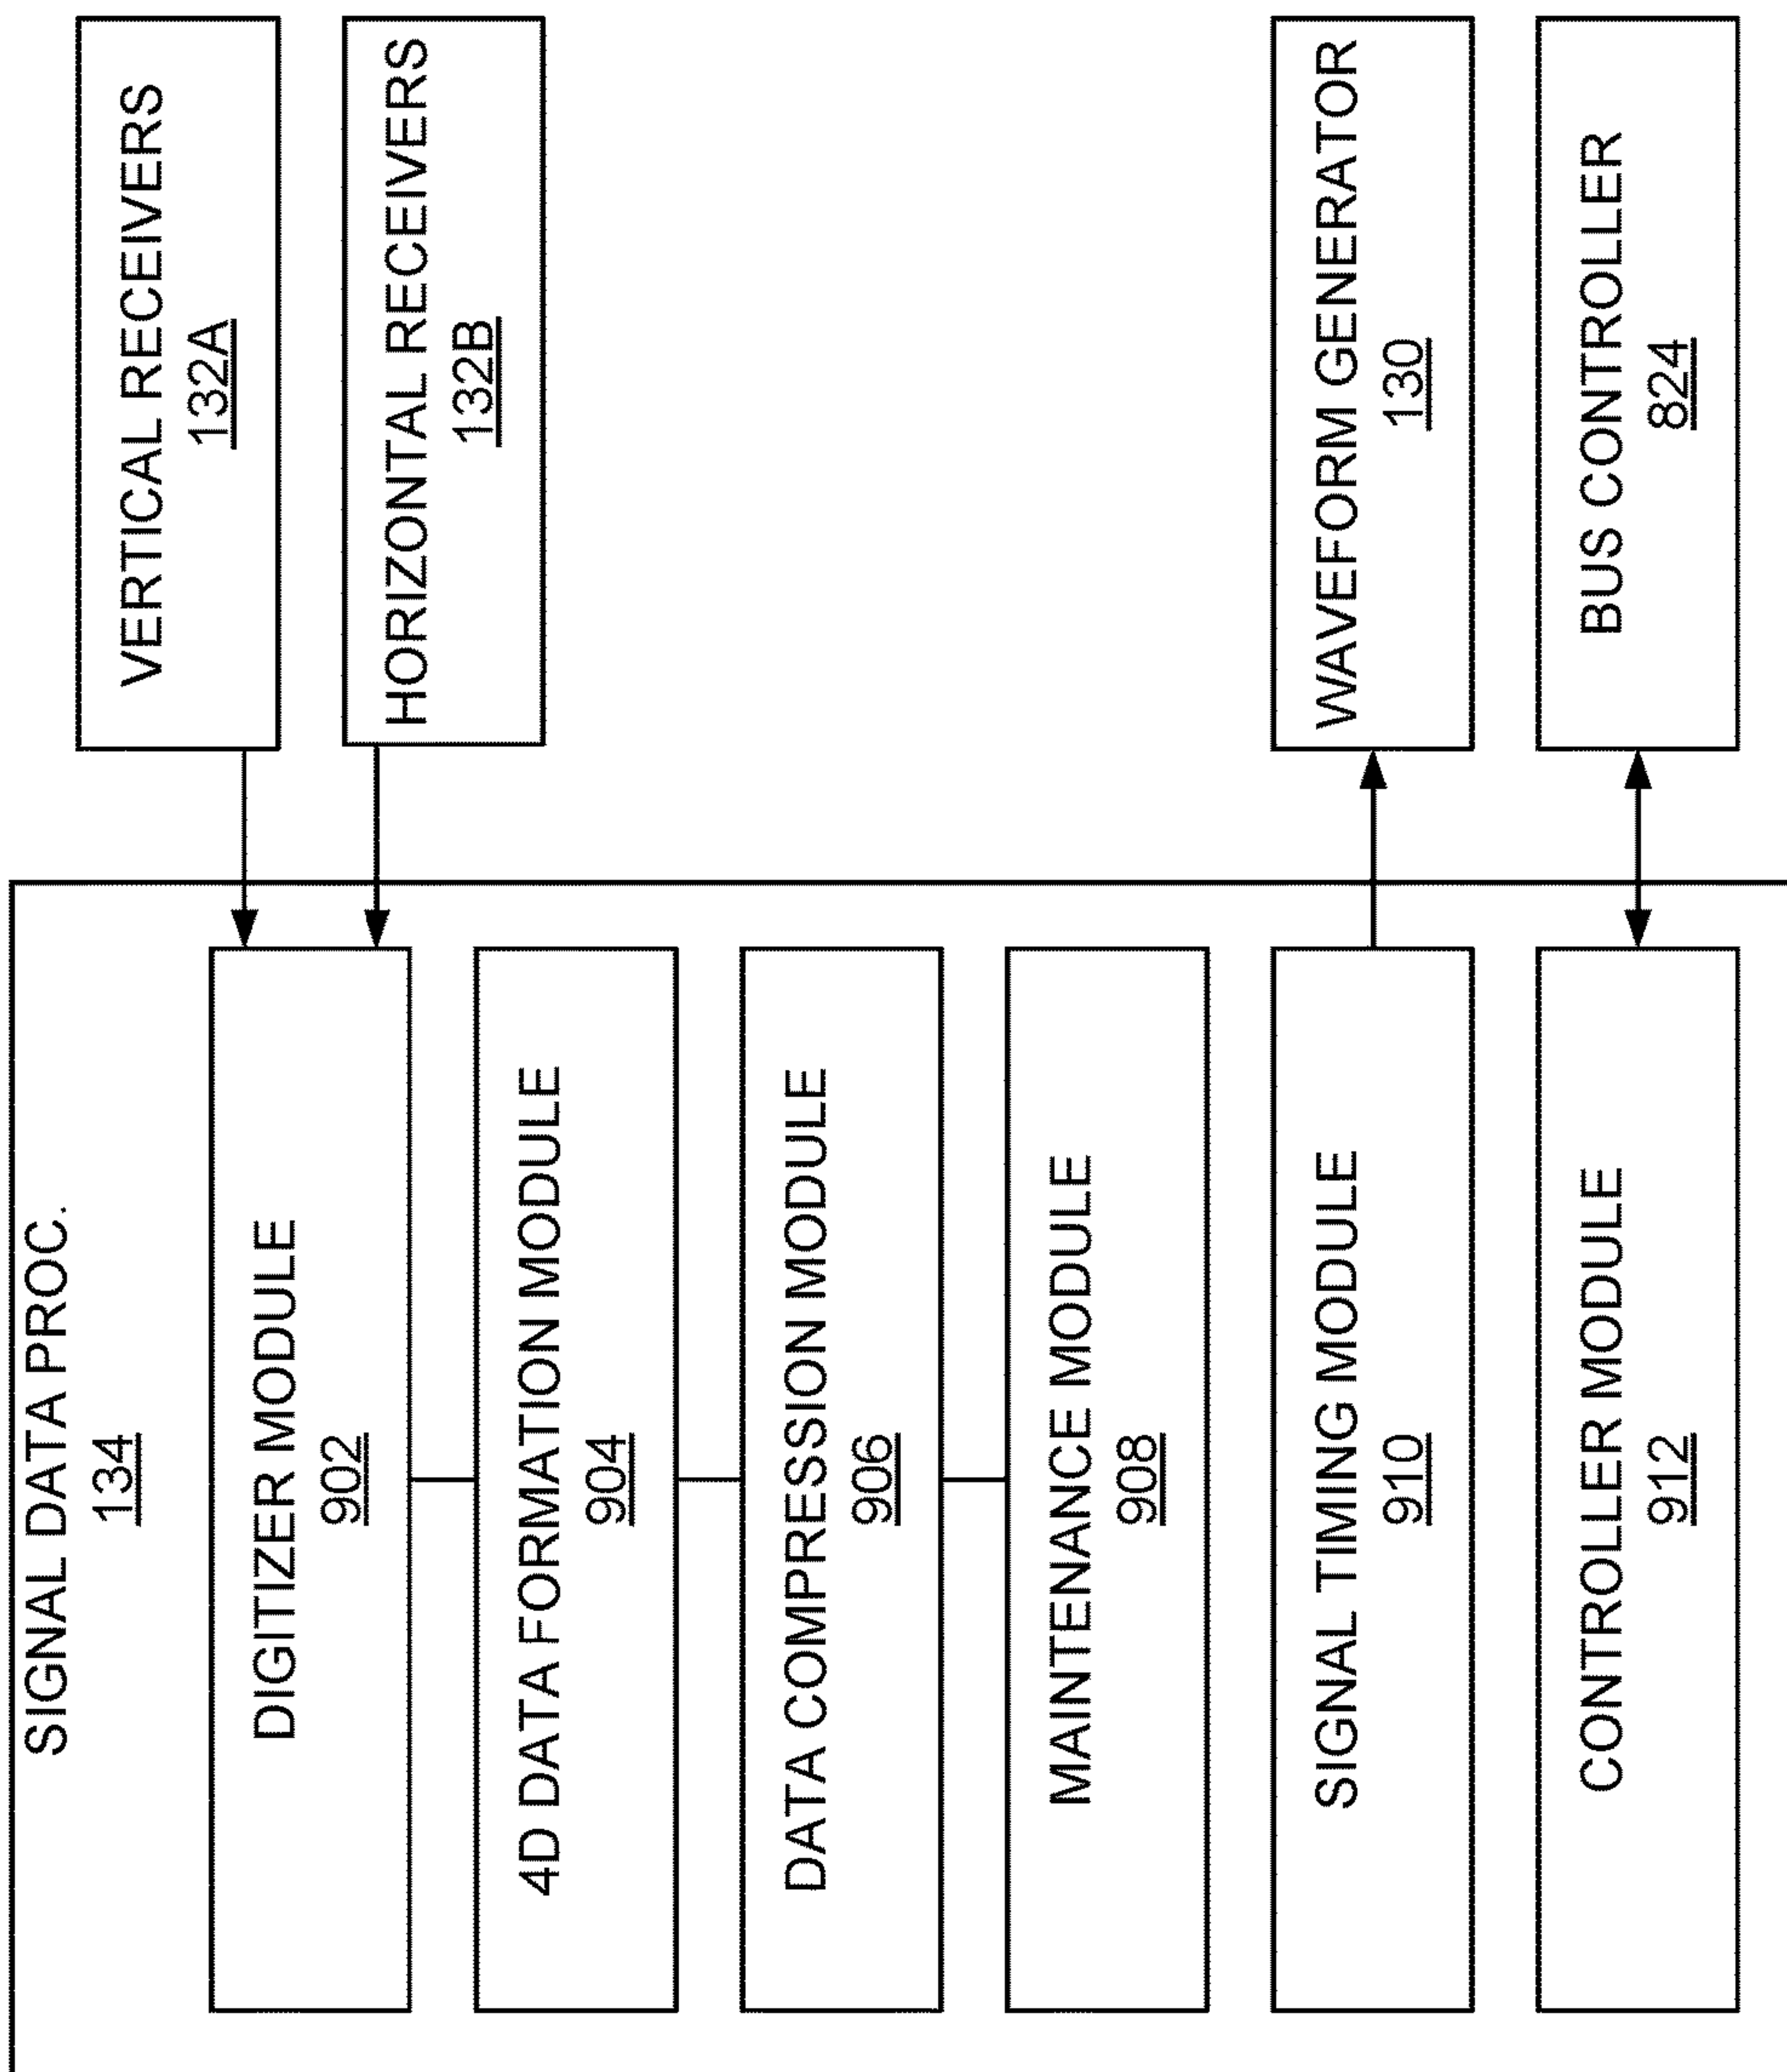 SIGNAL DATA PROC.
134
DIGITIZER MODULE
902
4D DATA FORMATION MODULE
904
DATA COMPRESSION MODULE
906
MAINTENANCE MODULE
908
SIGNAL TIMING MODULE
910
CONTROLLER MODULE
912
VERTICAL RECEIVERS
132A
HORIZONTAL RECEIVERS
132B
WAVEFORM GENERATOR
130
BUS CONTROLLER
824